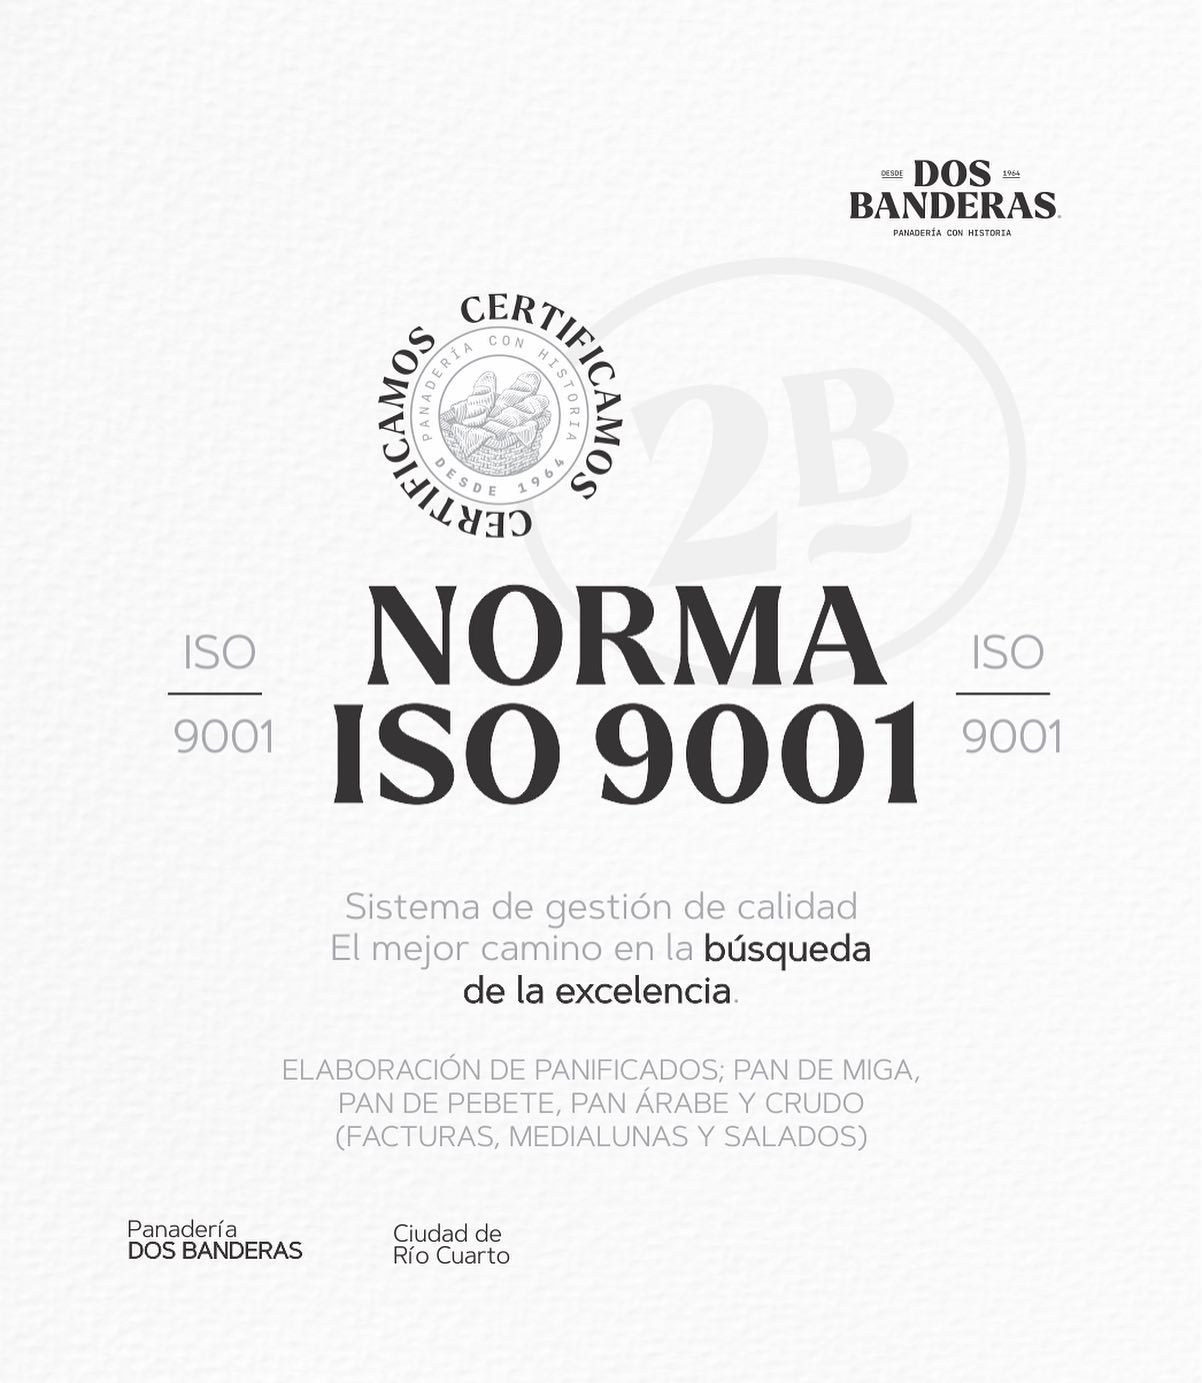 DESDE DOS 1964
BANDERAS
PANADERÍA CON HISTORIA
CERTIFICAMOS
CERTIFICAMOS
PANADERÍA CON HISTORIA
DESDE 1964
2B
NORMA
ISO 9001
ISO
9001
ISO
9001
Sistema de gestión de calidad
El mejor camino en la búsqueda
de la excelencia.
ELABORACIÓN DE PANIFICADOS; PAN DE MIGA,
PAN DE PEBETE, PAN ÁRABE Y CRUDO
(FACTURAS, MEDIALUNAS Y SALADOS)
Panadería
DOS BANDERAS
Ciudad de
Río Cuarto